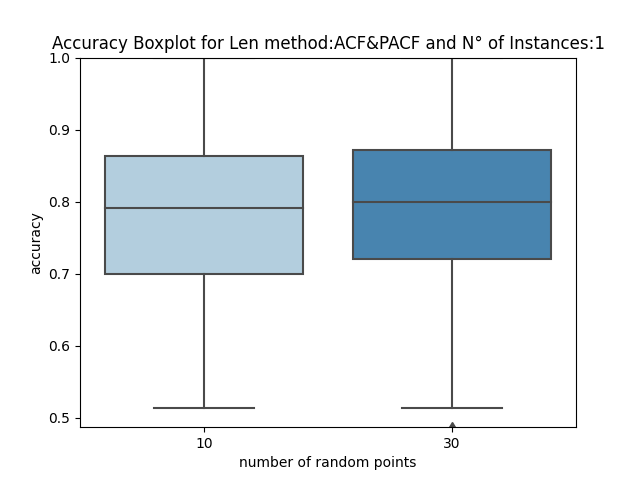 Accuracy Boxplot for Len method:ACF&PACF and N° of Instances:1
1.0
0.9
0.8
0.7
0.6
0.5
accuracy
10
30
number of random points